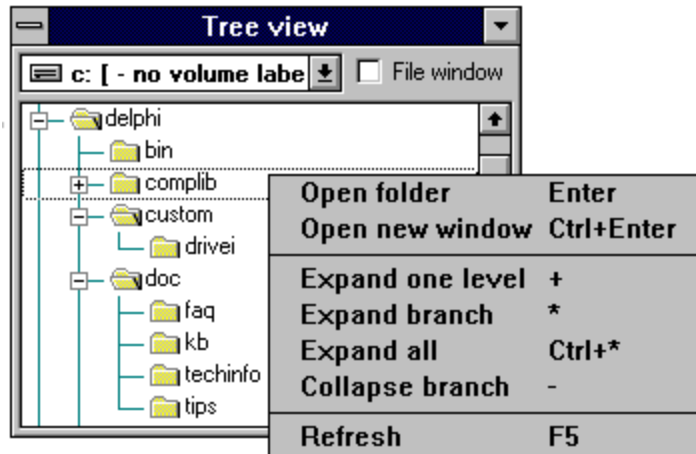 Tree view
c: [ - no volume labe
File window
delphi
bin
complib
custom
drivei
doc
faq
kb
techinfo
tips
Open folder Enter
Open new window Ctrl+Enter
Expand one level +
Expand branch *
Expand all Ctrl+*
Collapse branch -
Refresh F5